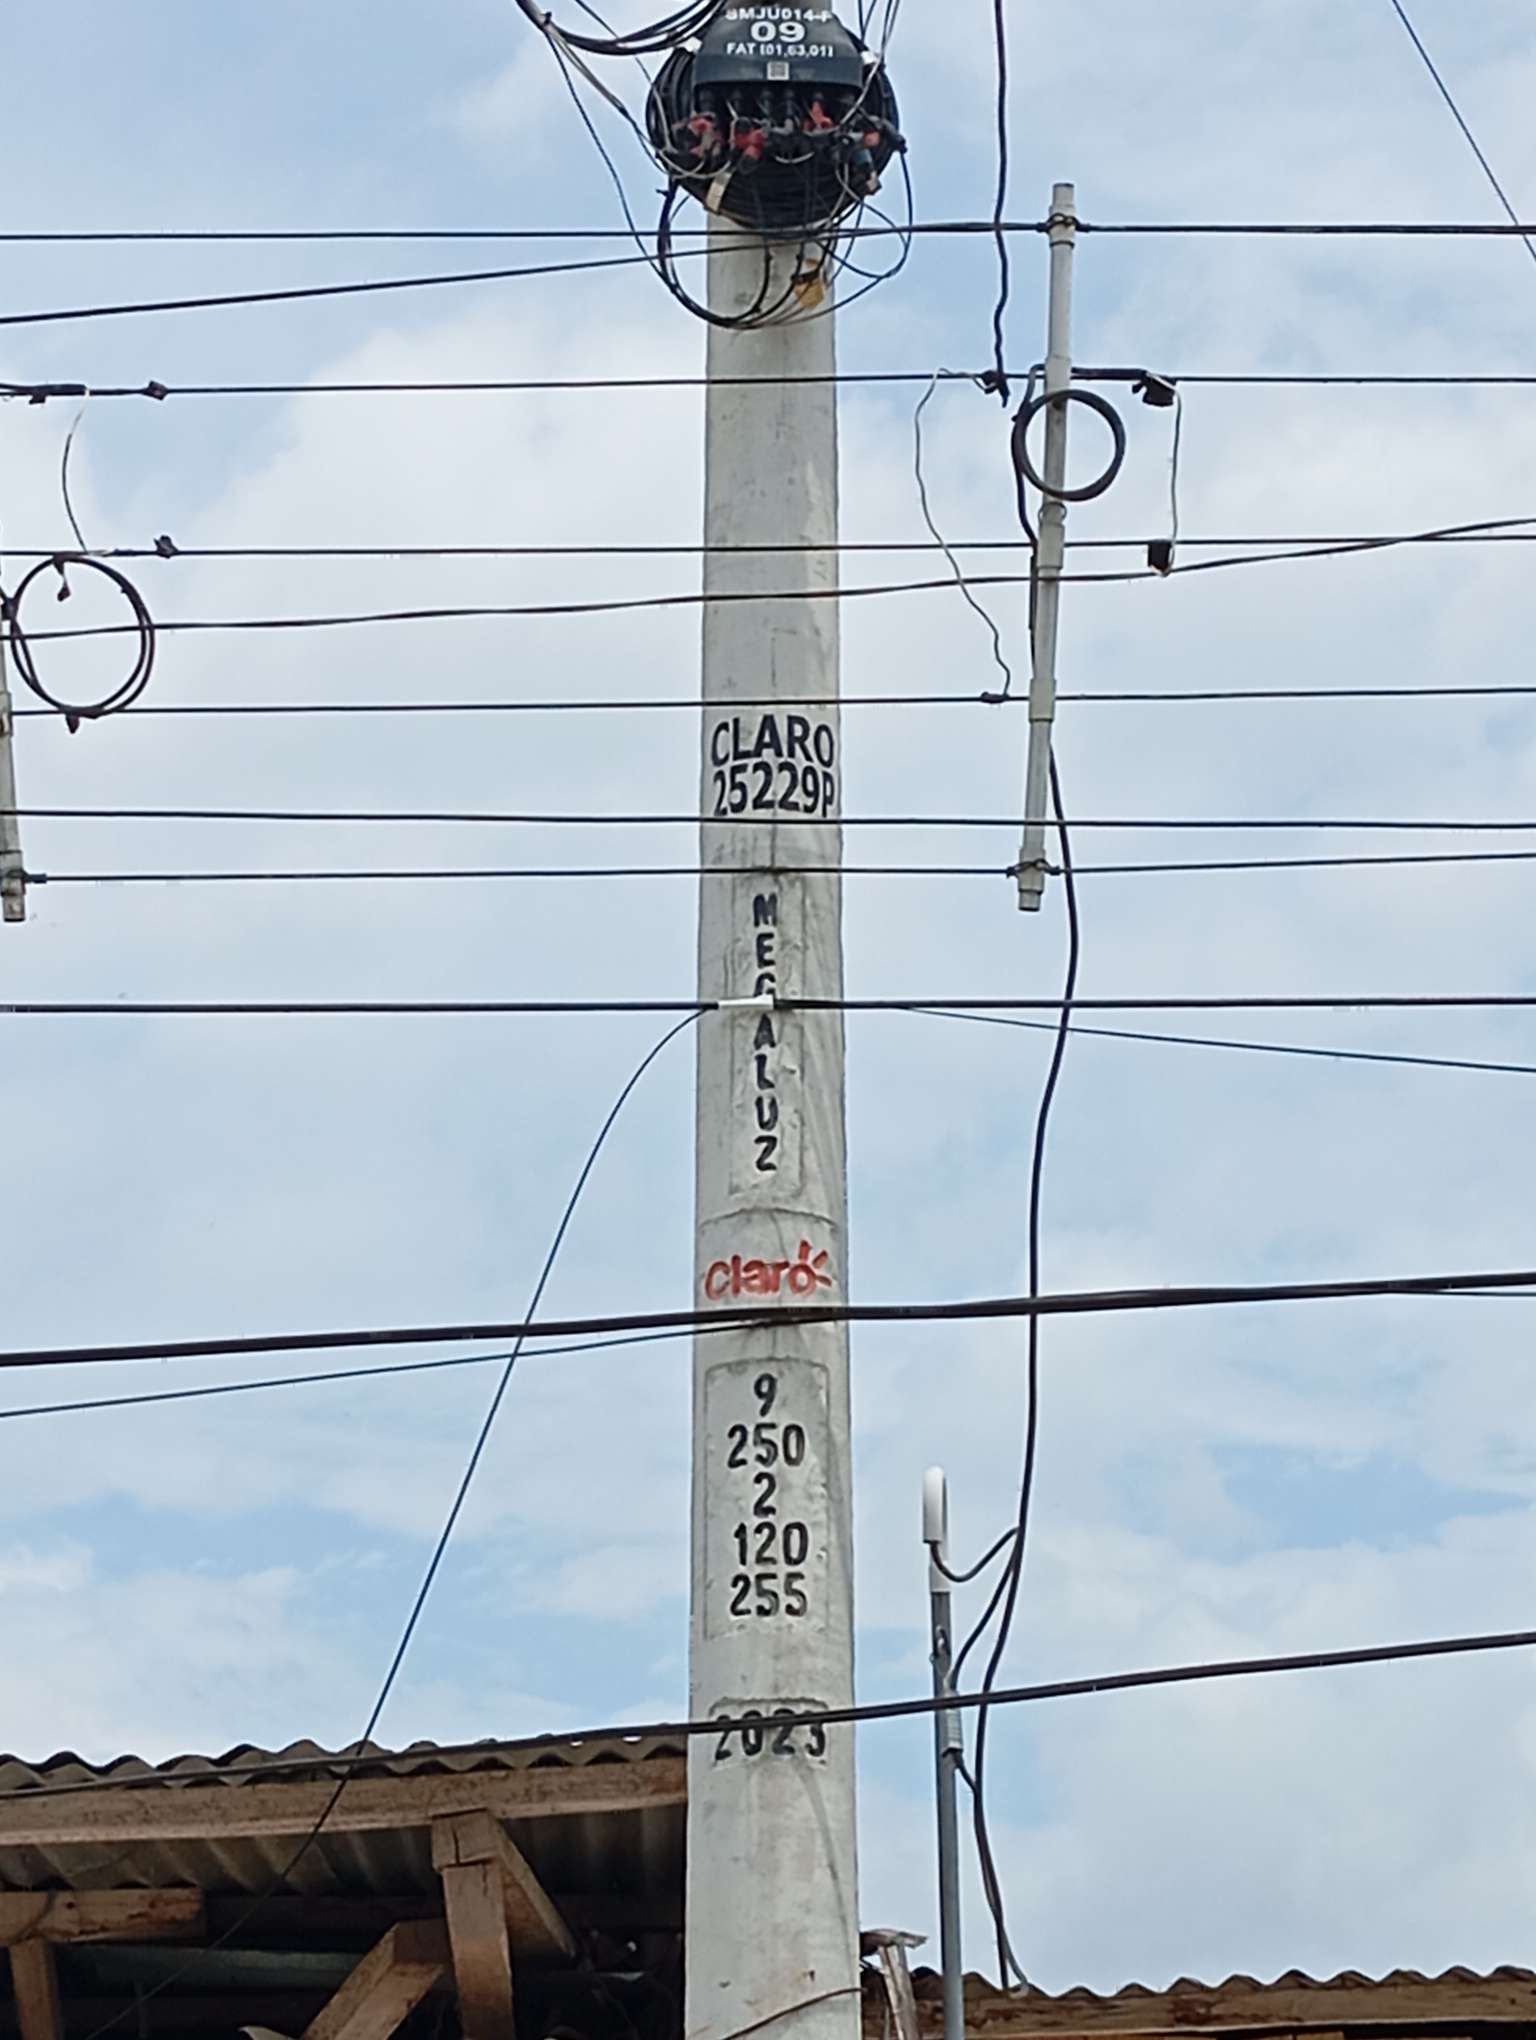 SMJU014-P
09
FAT [01,63,01]
CLARO
25229P
MEGALUZ
Claro
9
250
2
120
255
2023